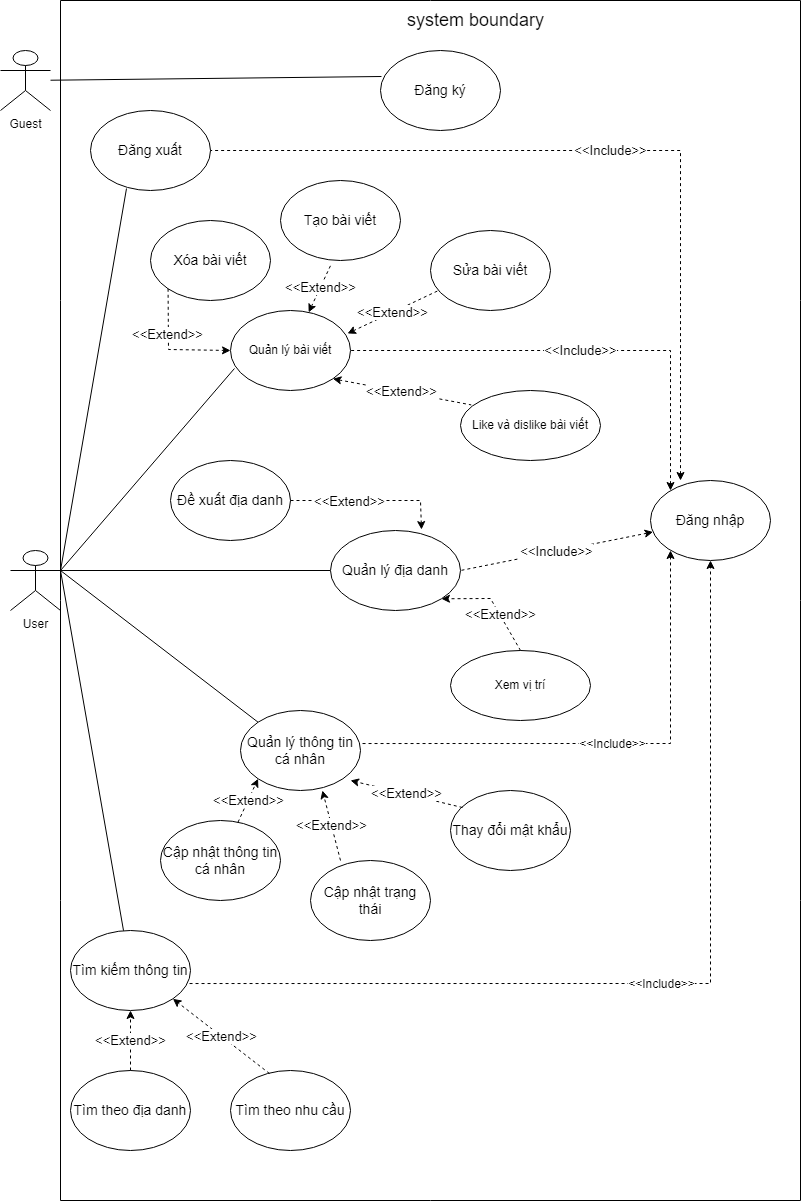 system boundary
Đăng ký
Guest
Đăng xuất
<<Include>>
Tạo bài viết
Xóa bài viết
Sửa bài viết
<<Extend>>
<<Extend>>
<<Extend>>
Quản lý bài viết
<<Include>>
<<Extend>>
Like và dislike bài viết
Đề xuất địa danh
<<Extend>>
Đăng nhập
<<Include>>
Quản lý địa danh
<<Extend>>
User
Xem vị trí
Quản lý thông tin
cá nhân
<<Include>>
<<Extend>>
<<Extend>>
<<Extend>>
Thay đổi mật khẩu
Cập nhật thông tin
cá nhân
Cập nhật trạng
thái
Tìm kiếm thông tin
<<Include>>
<<Extend>>
<<Extend>>
Tìm theo địa danh
Tìm theo nhu cầu